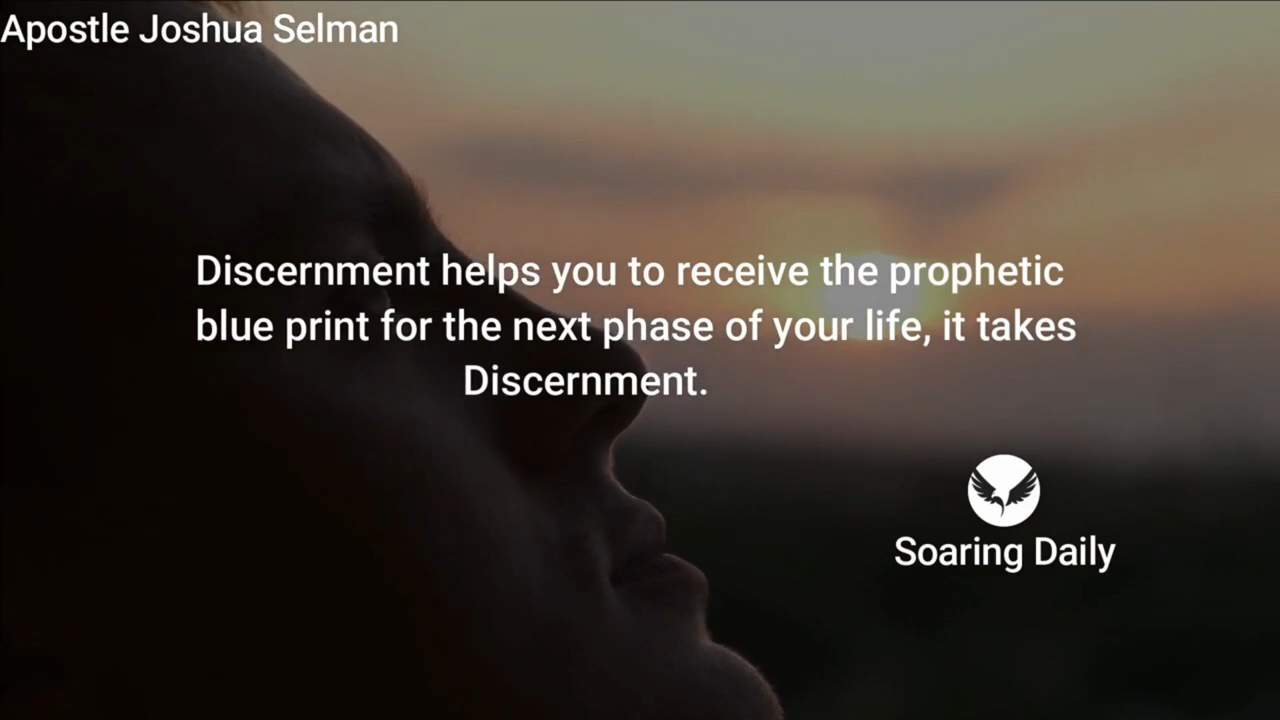 Apostle Joshua Selman
Discernment helps you to receive the prophetic
blue print for the next phase of your life, it takes
Discernment.
Soaring Daily